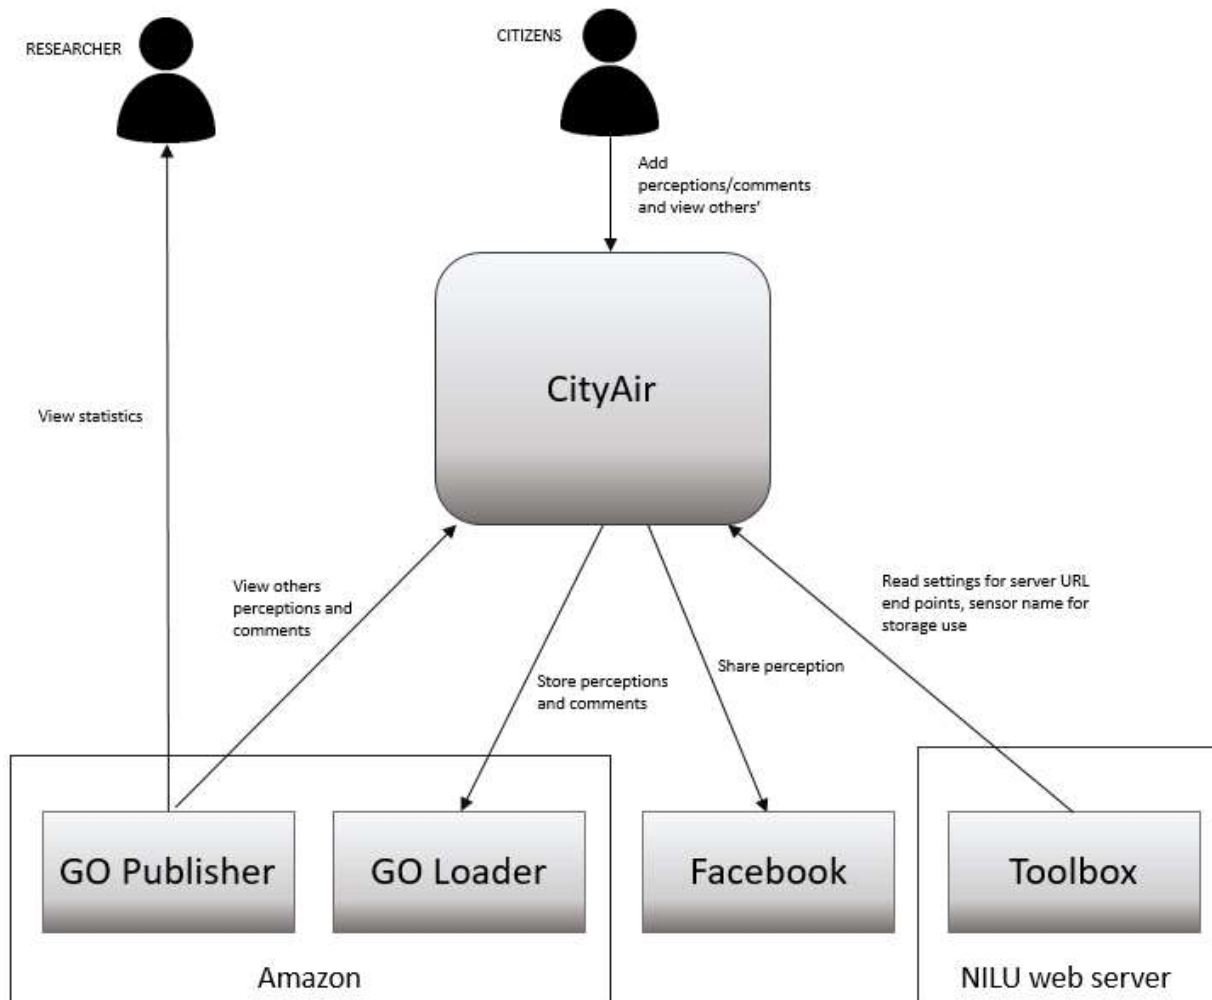 RESEARCHER
CITIZENS
Add
perceptions/comments
and view others’
CityAir
View statistics
View others
perceptions and
comments
Read settings for server URL
end points, sensor name for
storage use
Share perception
Store perceptions
and comments
GO Publisher
GO Loader
Facebook
Toolbox
Amazon
NILU web server